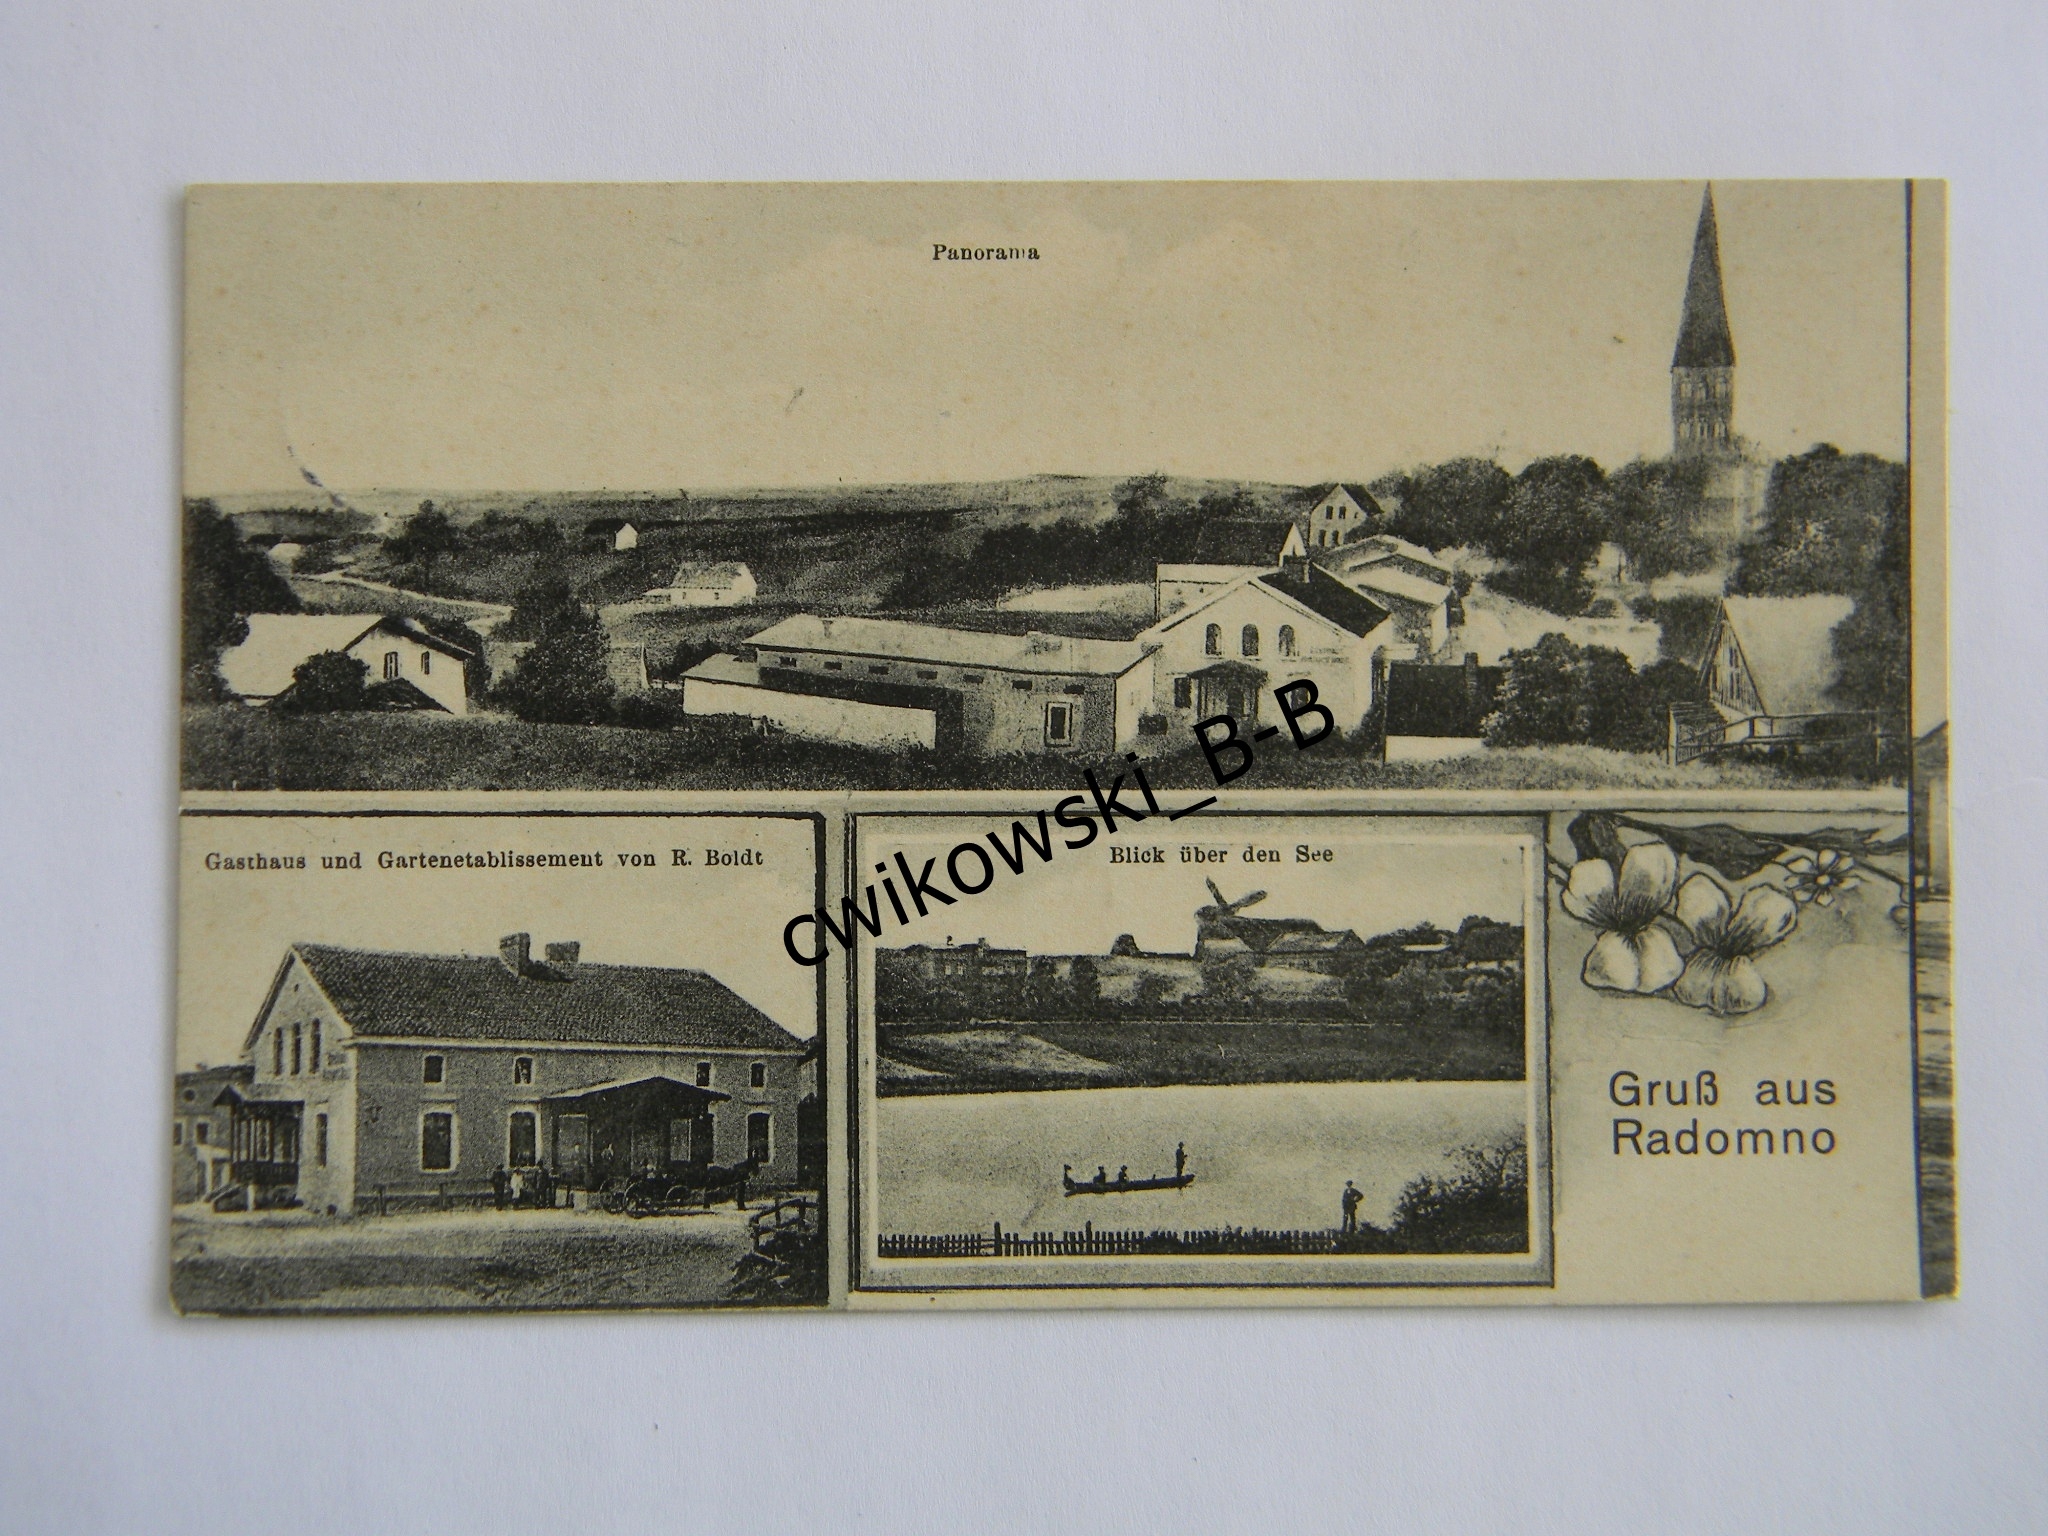 Panorama
Gasthaus und Gartenetablissement von R. Boldt
Blick über den See
Gruß aus
Radomno
cwikowski_B-B